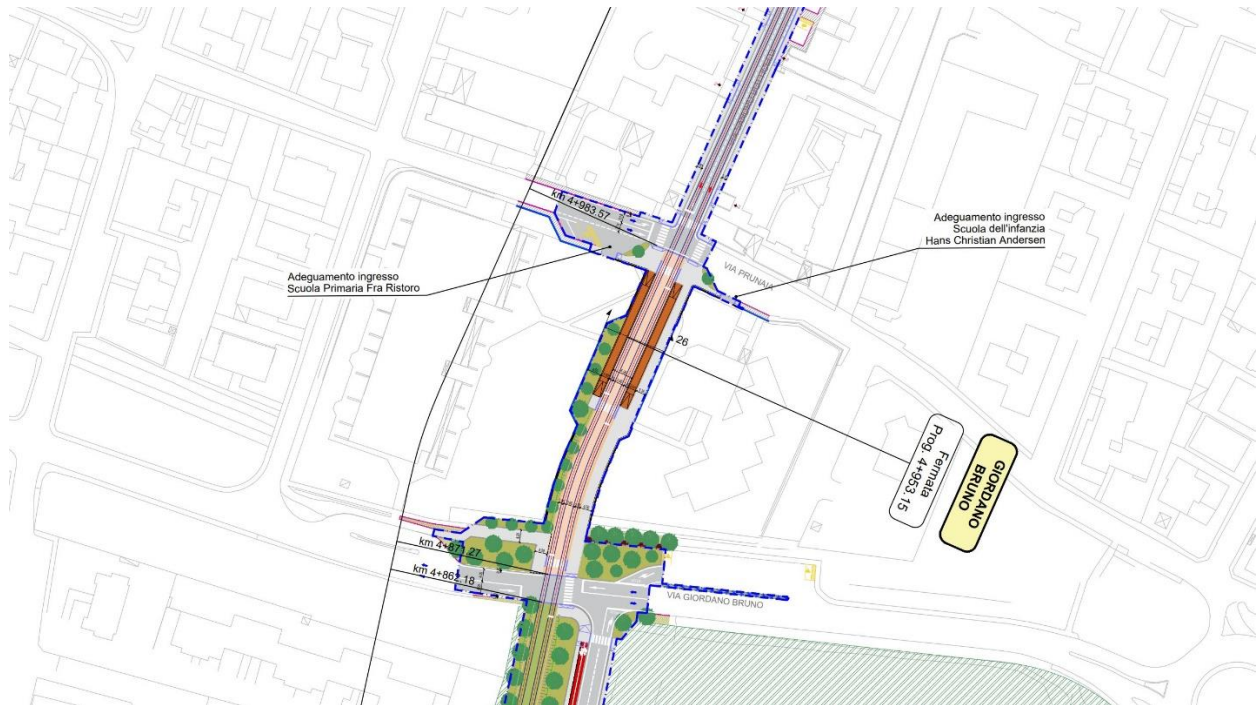 km 4+983.57
Adeguamento ingresso
Scuola dell'infanzia
Hans Christian Andersen
VIA PRUNAIA
Adeguamento ingresso
Scuola Primaria Fra Ristoro
26
Fermata
Prog. 4+953.15
GIORDANO
BRUNO
km 4+871.27
km 4+862.18
VIA GIORDANO BRUNO